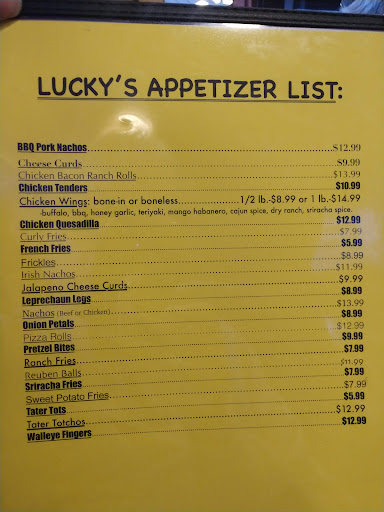 LUCKY'S APPETIZER LIST:
BBQ Pork Nachos $12.99
Cheese Curds $9.99
Chicken Bacon Ranch Rolls $13.99
Chicken Tenders $10.99
Chicken Wings: bone-in or boneless 1/2 lb.-$8.99 or 1 lb.-$14.99
-buffalo, bbq, honey garlic, teriyaki, mango habanero, cajun spice, dry ranch, sriracha spice.
Chicken Quesadilla $12.99
Curly Fries $7.99
French Fries $5.99
Frickles $8.99
Irish Nachos $11.99
Jalapeno Cheese Curds $9.99
Leprechaun Legs $8.99
Nachos (Beef or Chicken) $13.99
Onion Petals $8.99
Pizza Rolls $12.99
Pretzel Bites $9.99
Ranch Fries $7.99
Reuben Balls $11.99
Sriracha Fries $7.99
Sweet Potato Fries $7.99
Tater Tots $5.99
Tater Totchos $12.99
Walleye Fingers $12.99